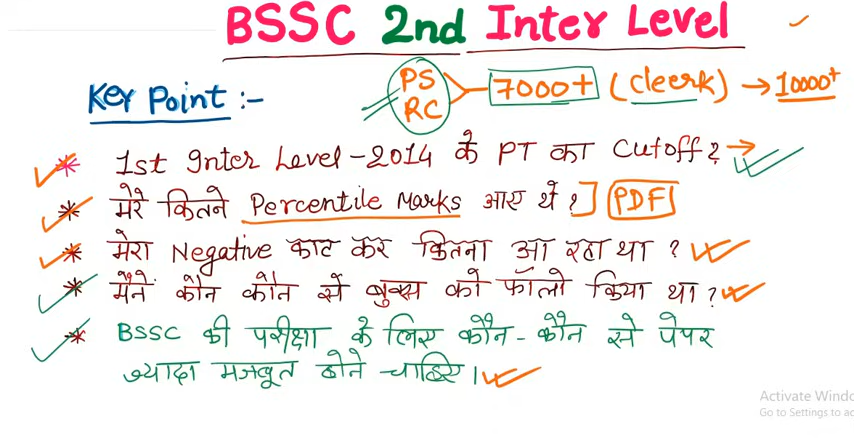 BSSC 2nd Inter Level
Key Point :-
PS
RC
7000+ (Cleerk) → 10000+
* 1st Inter Level - 2014 के PT का Cutoff ? →
* मेरे कितने Percentile Marks आए थे ? ] [PDF]
* मेरा Negative काट कर कितना आ रहा था ?
* मैंने कौन कौन से बुक्स को फॉलो किया था ?
* BSSC की परीक्षा के लिए कौन - कौन से पेपर
ज्यादा मजबूत होने चाहिए ।
Activate Windo
Go to Settings to ac